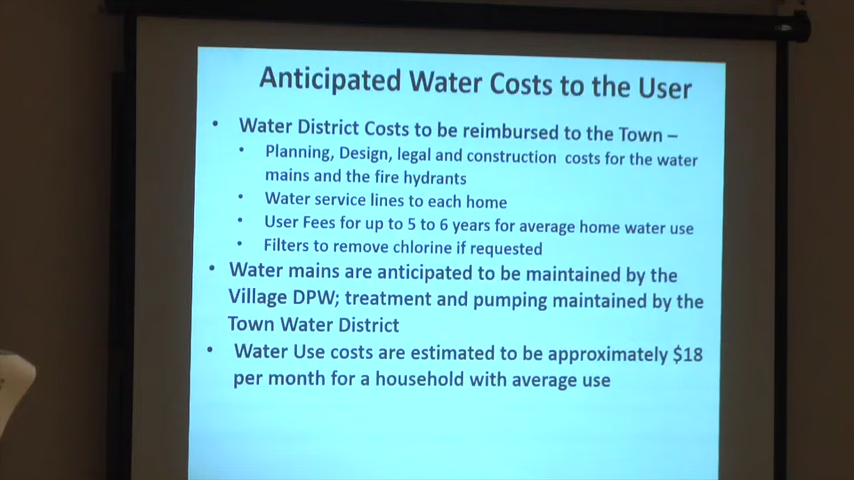 Anticipated Water Costs to the User
• Water District Costs to be reimbursed to the Town –
• Planning, Design, legal and construction costs for the water
mains and the fire hydrants
• Water service lines to each home
• User Fees for up to 5 to 6 years for average home water use
• Filters to remove chlorine if requested
• Water mains are anticipated to be maintained by the
Village DPW; treatment and pumping maintained by the
Town Water District
• Water Use costs are estimated to be approximately $18
per month for a household with average use